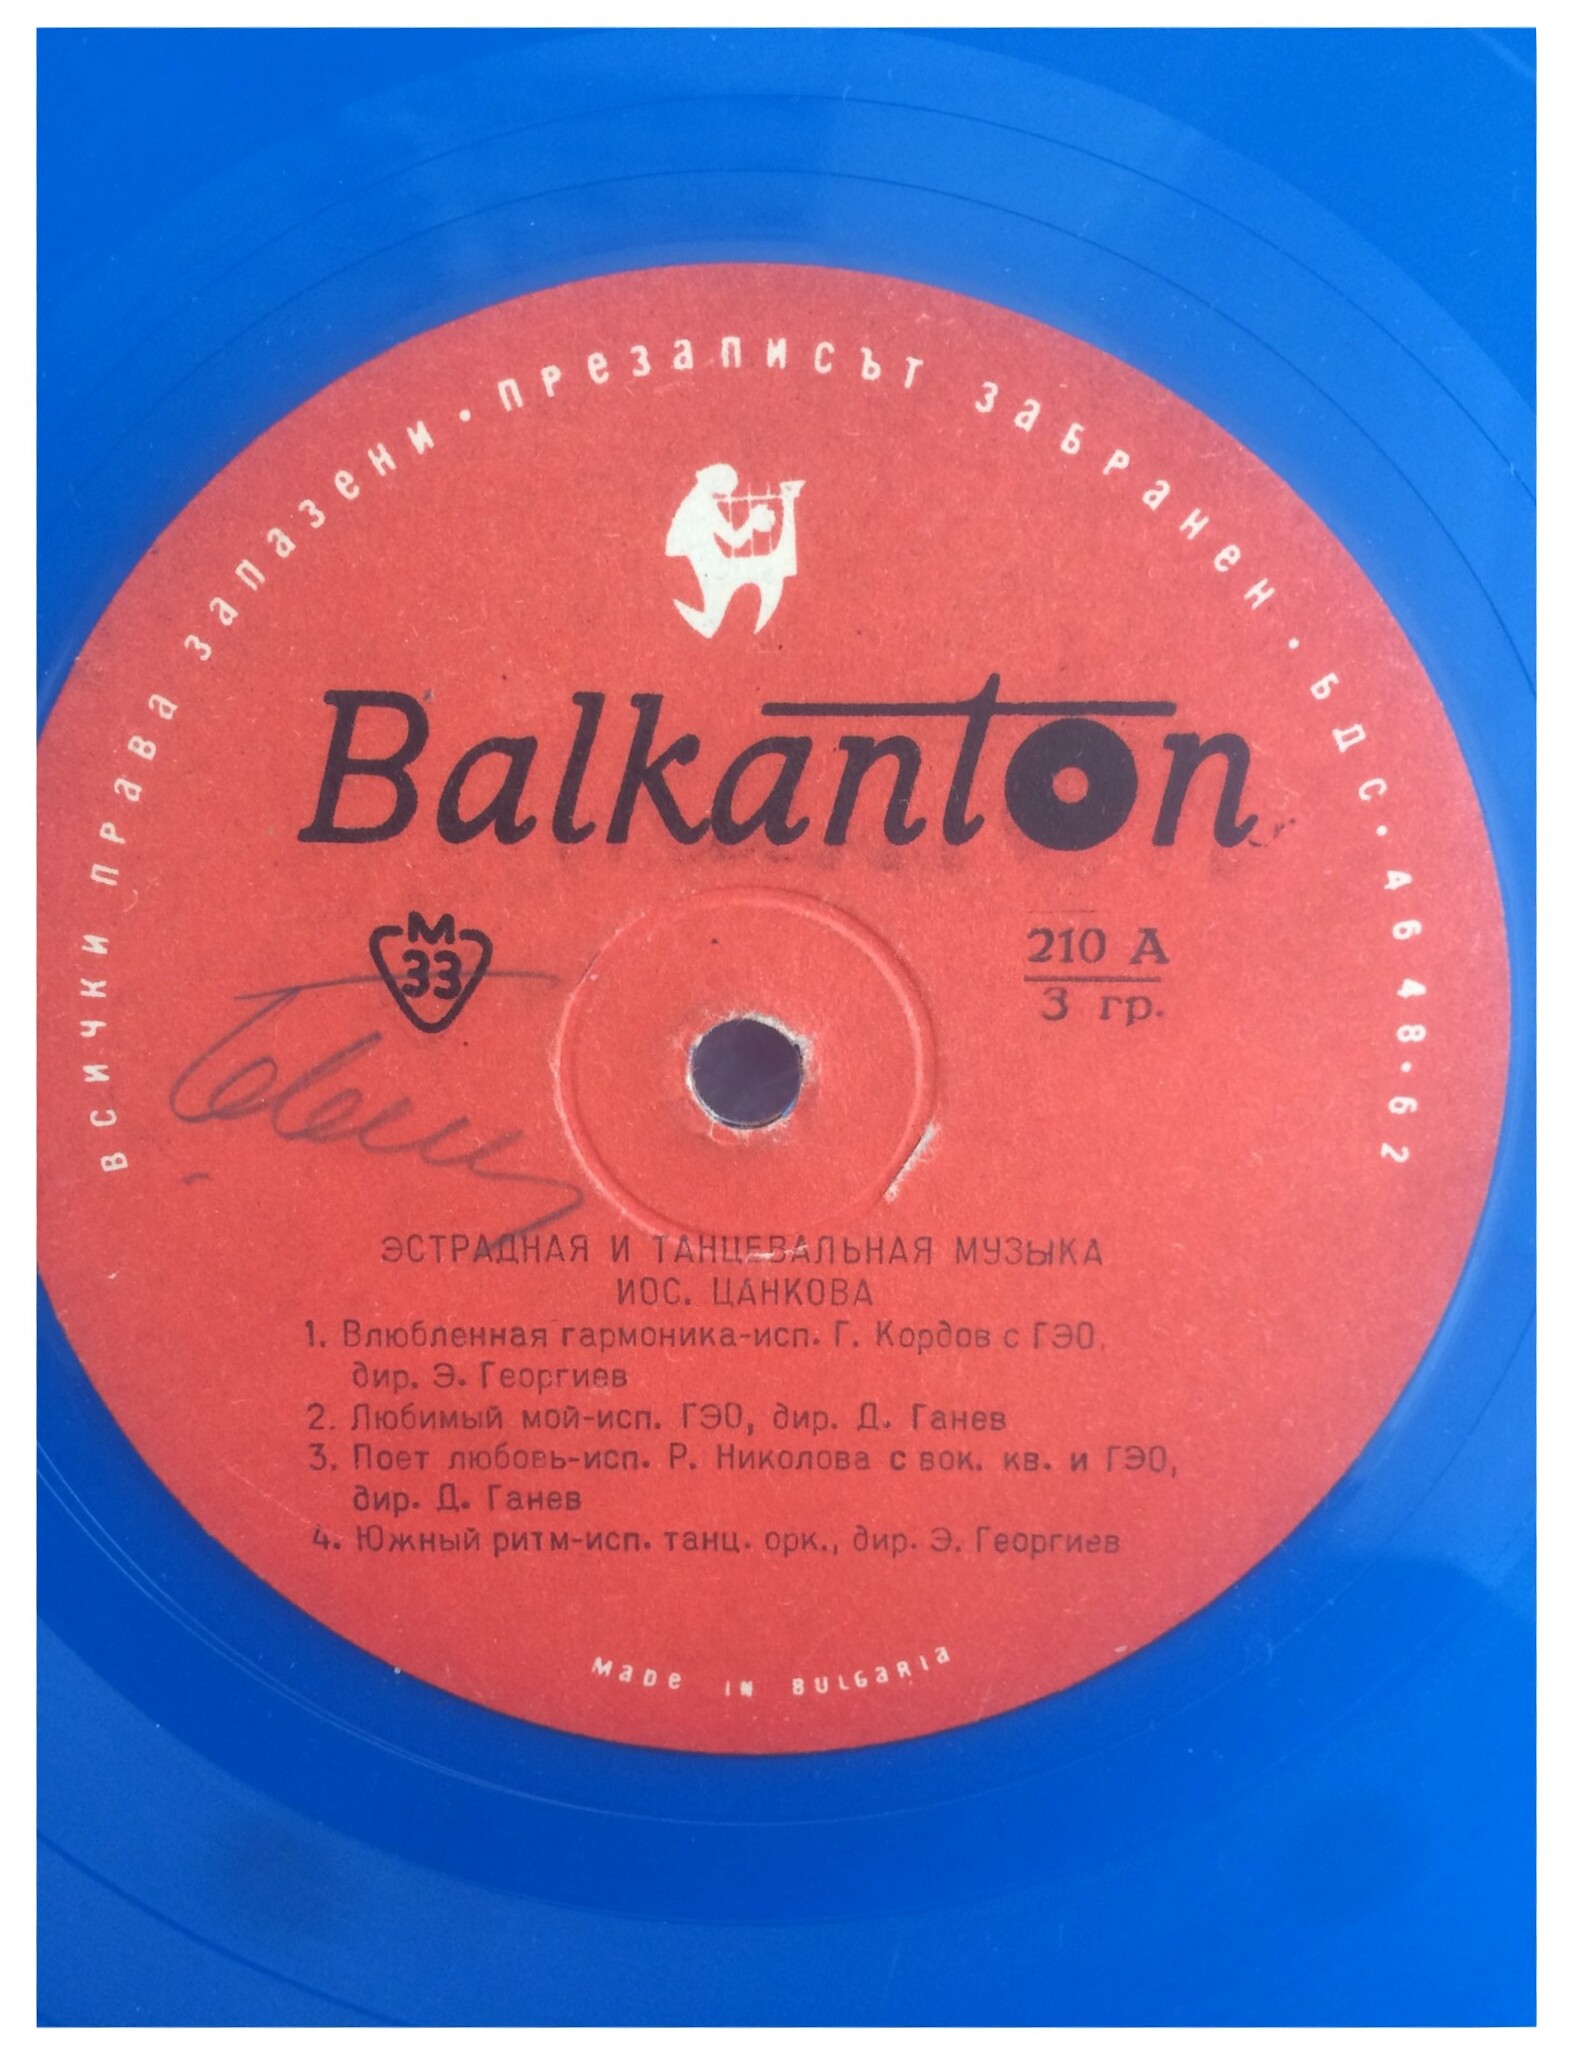 всички права запазени · презаписът забранен · БДС · 4648 · 62
Balkanton
М
33
210 А
3 гр.
ЭСТРАДНАЯ И ТАНЦЕВАЛЬНАЯ МУЗЫКА
ИОС. ЦАНКОВА
1. Влюбленная гармоника-исп. Г. Кордов с ГЭО,
дир. Э. Георгиев
2. Любимый мой-исп. ГЭО, дир. Д. Ганев
3. Поет любовь-исп. Р. Николова с вок. кв. и ГЭО,
дир. Д. Ганев
4. Южный ритм-исп. танц. орк., дир. Э. Георгиев
MADE IN BULGARIA